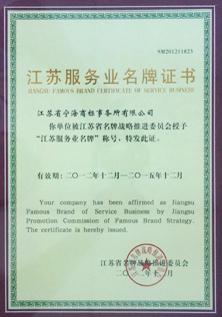 SM201211823
江苏服务业名牌证书
JIANGSU FAMOUS BRAND CERTIFICATE OF SERVICE BUSINESS
江苏省宁海商标事务所有限公司
你单位被江苏省名牌战略推进委员会授予
“江苏服务业名牌”称号、特发此证。
有效期：二〇一二年十二月—二〇一五年十二月
Your company has been affirmed as Jiangsu
Famous Brand of Service Business by Jiangsu
Promotion Commission of Famous Brand Strategy.
The certificate is hereby issued.
江苏省名牌战略推进委员会
二〇 年十二月